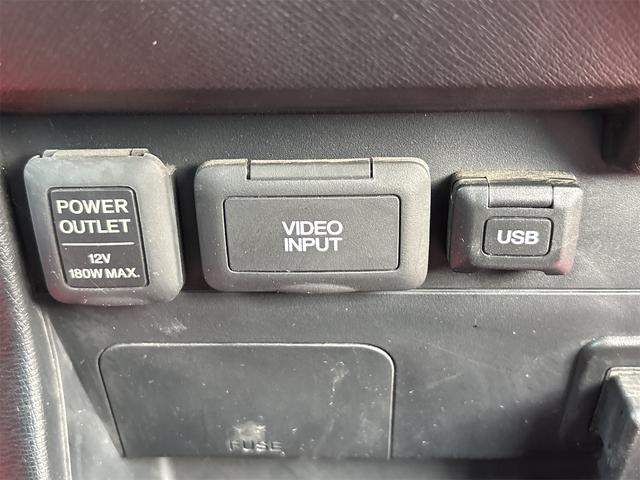 POWER
OUTLET
12V
180W MAX.
VIDEO
INPUT
USB
FUSE